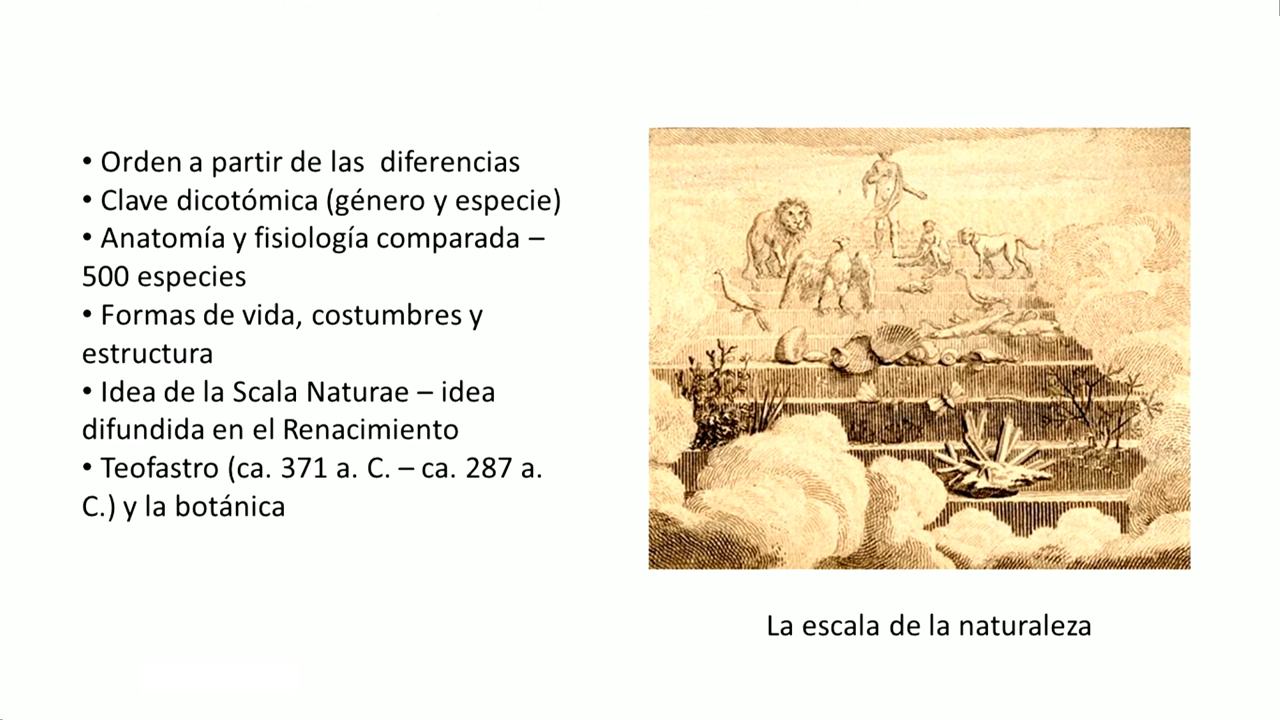 • Orden a partir de las  diferencias
• Clave dicotómica (género y especie)
• Anatomía y fisiología comparada –
500 especies
• Formas de vida, costumbres y
estructura
• Idea de la Scala Naturae – idea
difundida en el Renacimiento
• Teofastro (ca. 371 a. C. – ca. 287 a.
C.) y la botánica
La escala de la naturaleza